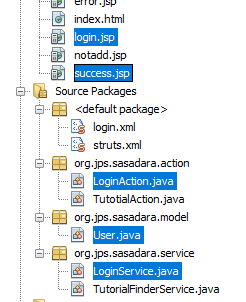 error.jsp
index.html
login.jsp
notadd.jsp
success.jsp
Source Packages
<default package>
login.xml
struts.xml
org.jps.sasadara.action
LoginAction.java
TutotialAction.java
org.jps.sasadara.model
User.java
org.jps.sasadara.service
LoginService.java
TutorialFinderService.java